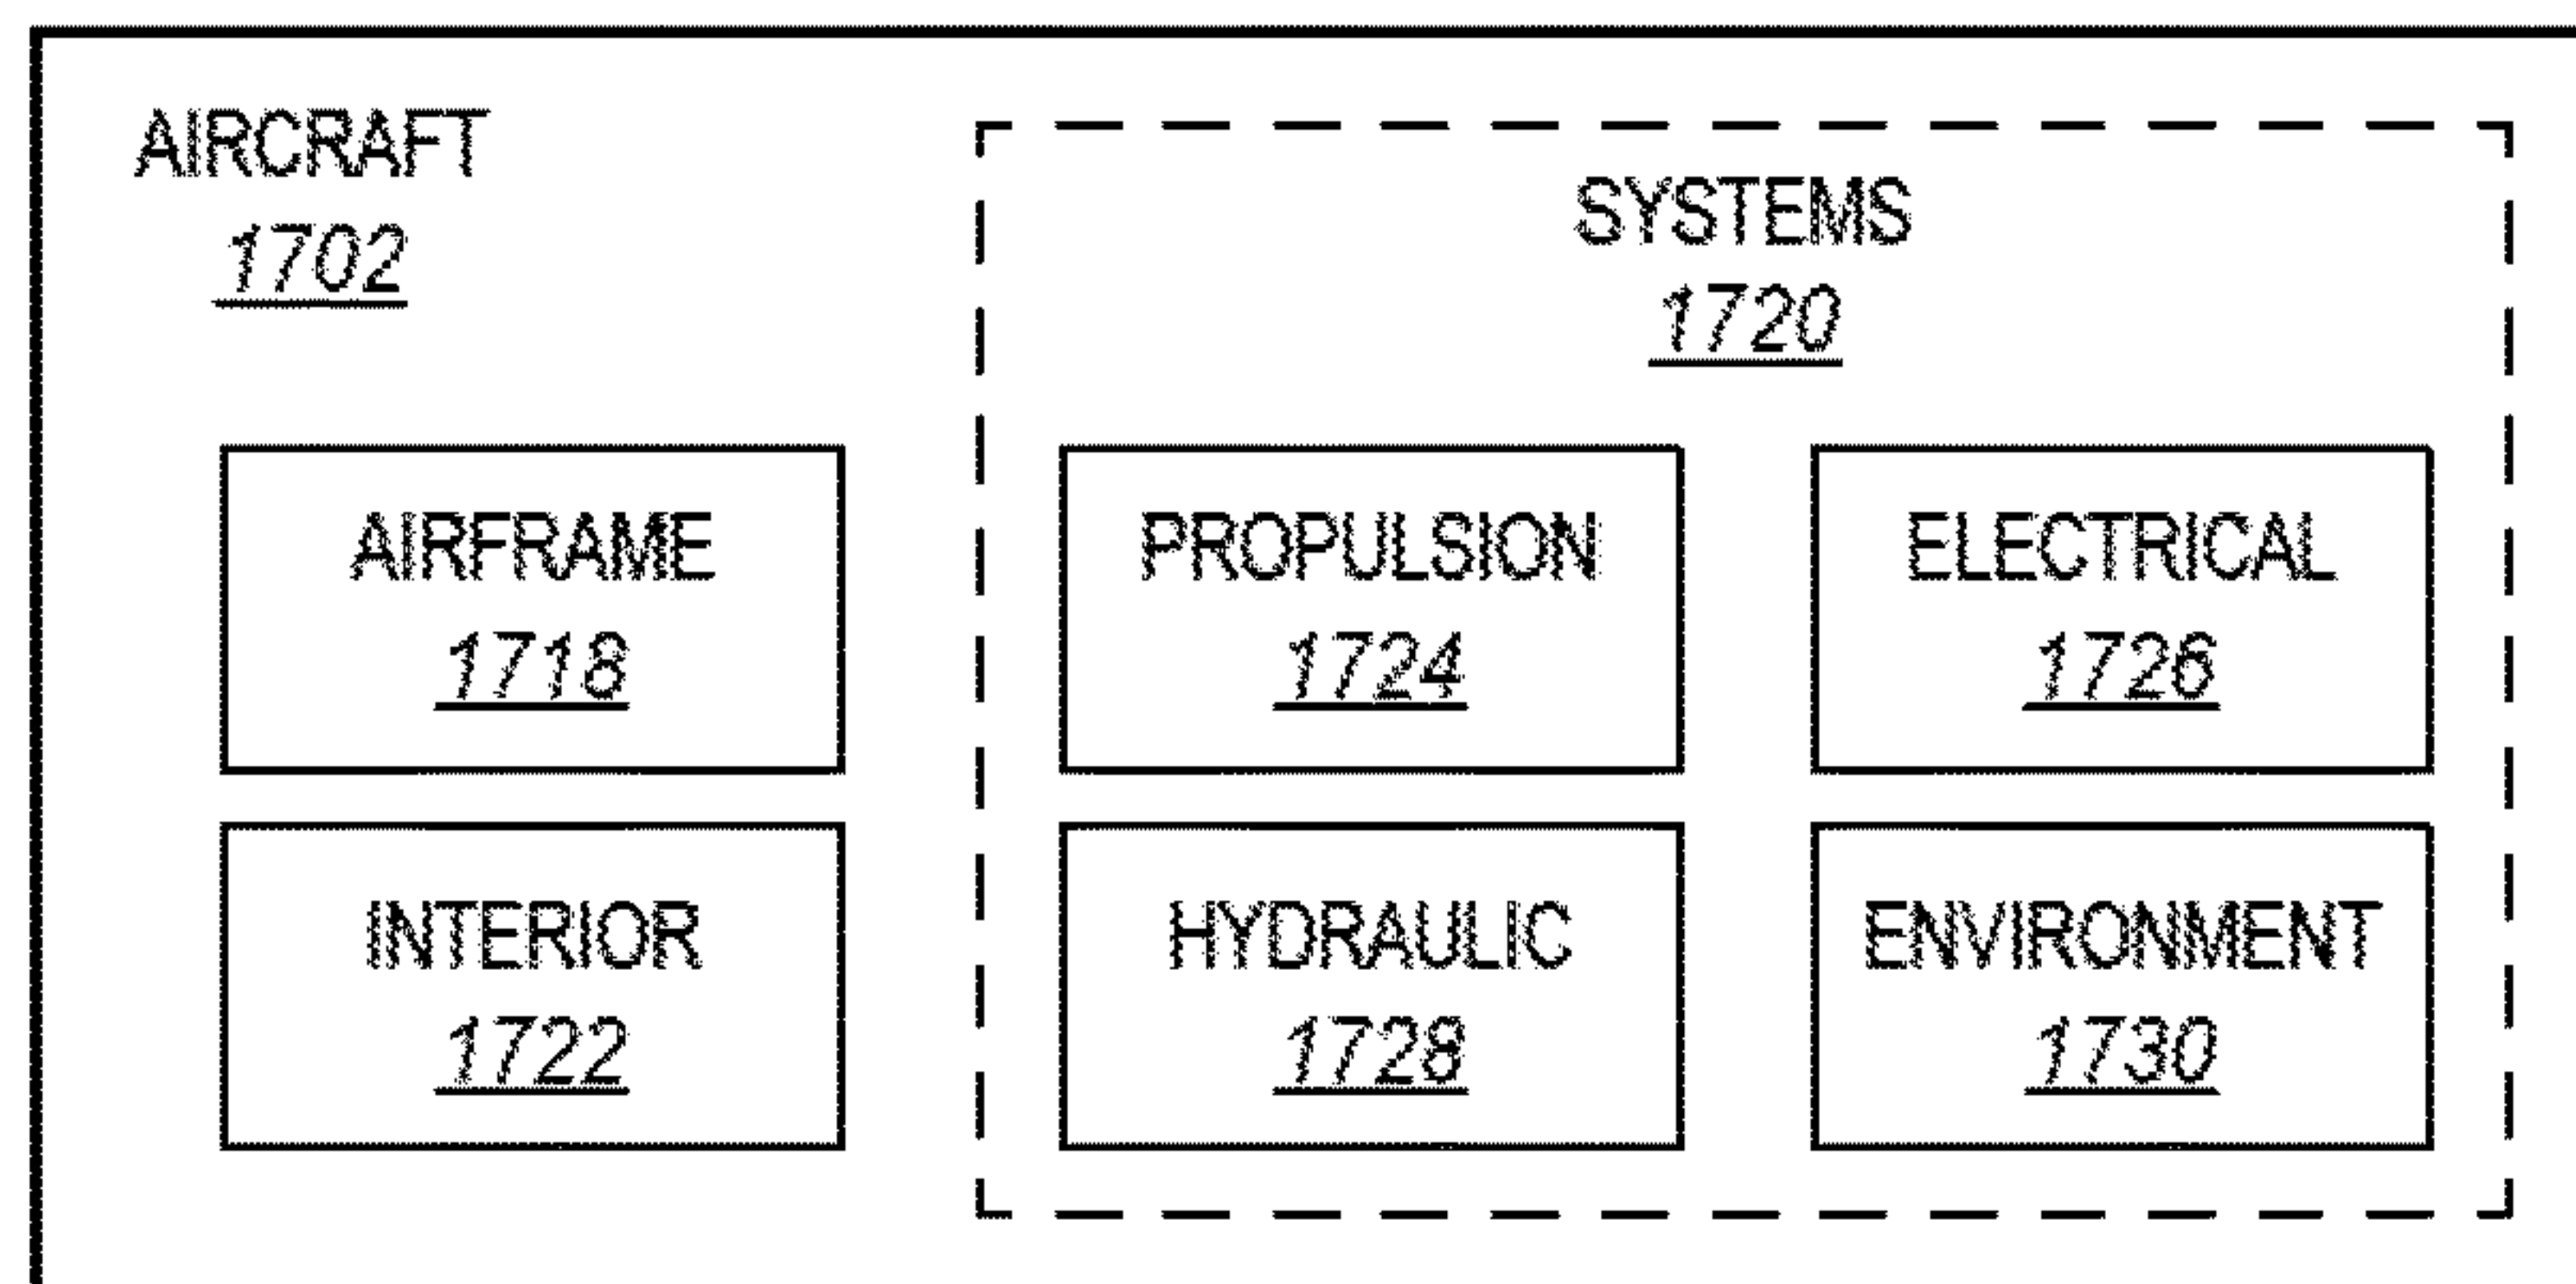 AIRCRAFT
1702
SYSTEMS
1720
AIRFRAME
1718
PROPULSION
1724
ELECTRICAL
1726
INTERIOR
1722
HYDRAULIC
1728
ENVIRONMENT
1730